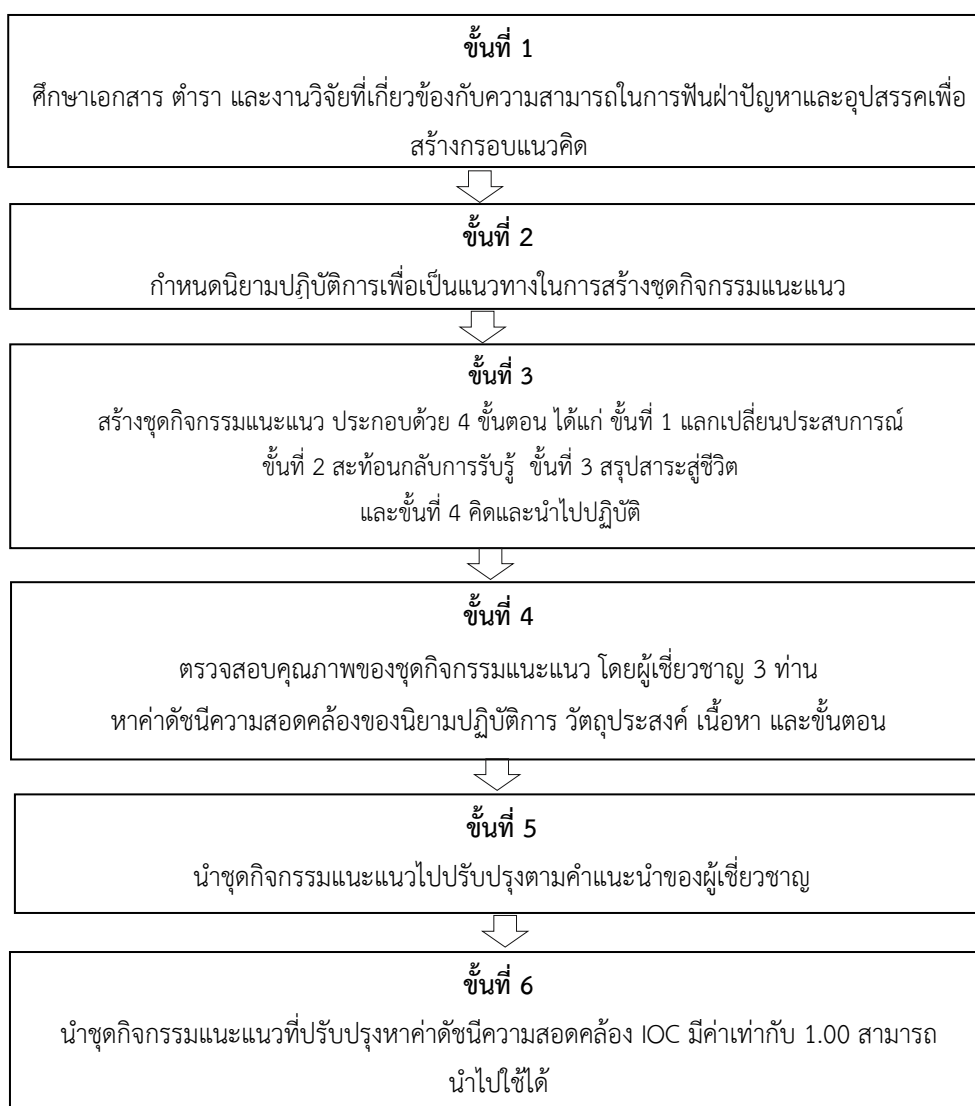 ขั้นที่ 1
ศึกษาเอกสาร ตำรา และงานวิจัยที่เกี่ยวข้องกับความสามารถในการฟันฝ่าปัญหาและอุปสรรคเพื่อ
สร้างกรอบแนวคิด
ขั้นที่ 2
กำหนดนิยามปฏิบัติการเพื่อเป็นแนวทางในการสร้างชุดกิจกรรมแนะแนว
ขั้นที่ 3
สร้างชุดกิจกรรมแนะแนว ประกอบด้วย 4 ขั้นตอน ได้แก่ ขั้นที่ 1 แลกเปลี่ยนประสบการณ์
ขั้นที่ 2 สะท้อนกลับการรับรู้ ขั้นที่ 3 สรุปสาระสู่ชีวิต
และขั้นที่ 4 คิดและนำไปปฏิบัติ
ขั้นที่ 4
ตรวจสอบคุณภาพของชุดกิจกรรมแนะแนว โดยผู้เชี่ยวชาญ 3 ท่าน
หาค่าดัชนีความสอดคล้องของนิยามปฏิบัติการ วัตถุประสงค์ เนื้อหา และขั้นตอน
ขั้นที่ 5
นำชุดกิจกรรมแนะแนวไปปรับปรุงตามคำแนะนำของผู้เชี่ยวชาญ
ขั้นที่ 6
นำชุดกิจกรรมแนะแนวที่ปรับปรุงหาค่าดัชนีความสอดคล้อง IOC มีค่าเท่ากับ 1.00 สามารถ
นำไปใช้ได้